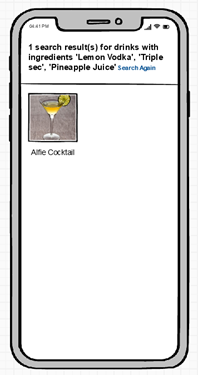 04:41 PM
1 search result(s) for drinks with
ingredients 'Lemon Vodka', 'Triple
sec', 'Pineapple Juice' Search Again
Alfie Cocktail